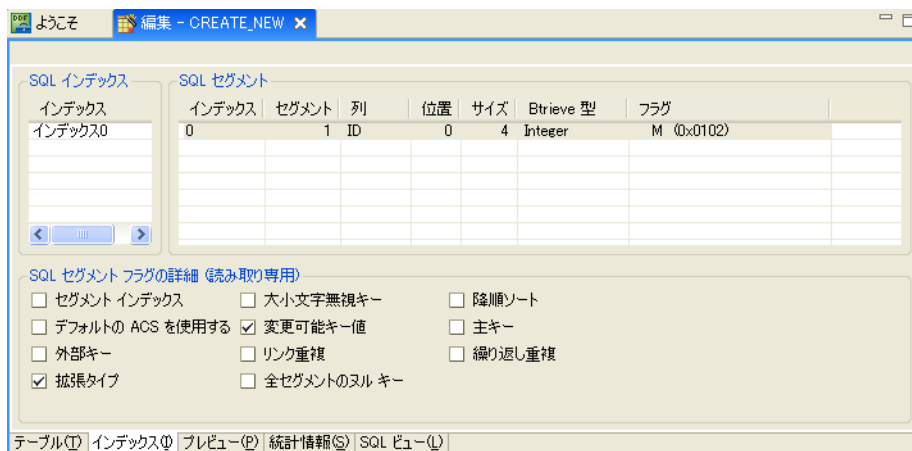 ようこそ
編集 - CREATE_NEW
SQL インデックス
SQL セグメント
インデックス
インデックス セグメント 列 位置 サイズ Btrieve 型 フラグ
インデックス0
0 1 ID 0 4 Integer M (0x0102)
SQL セグメント フラグの詳細 (読み取り専用)
セグメント インデックス 大小文字無視キー 降順ソート
デフォルトの ACS を使用する 変更可能キー値 主キー
外部キー リンク重複 繰り返し重複
拡張タイプ 全セグメントのヌル キー
テーブル(T) インデックス(I) プレビュー(P) 統計情報(S) SQL ビュー(L)